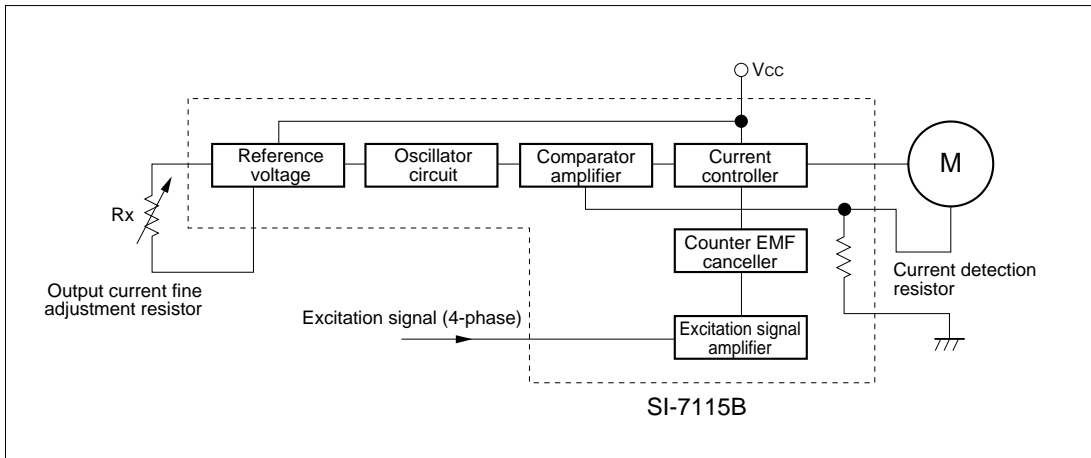 Vcc
Reference
voltage
Oscillator
circuit
Comparator
amplifier
Current
controller
M
Rx
Counter EMF
canceller
Current detection
resistor
Output current fine
adjustment resistor
Excitation signal (4-phase)
Excitation signal
amplifier
SI-7115B